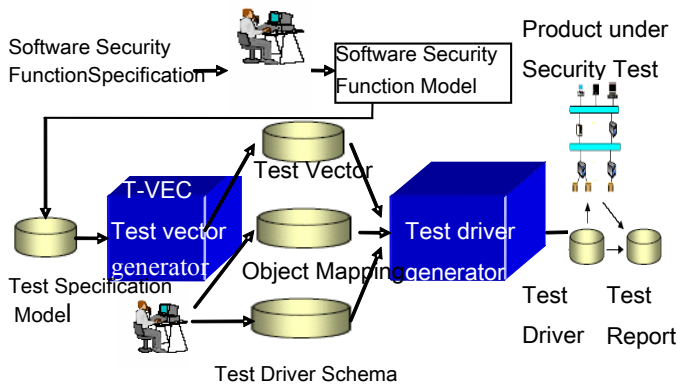 Software Security
FunctionSpecification
Software Security
Function Model
Product under
Security Test
Test Vector
T-VEC
Test vector
generator
Object Mapping
Test driver
generator
Test Specification
Model
Test Driver Schema
Test
Driver
Test
Report